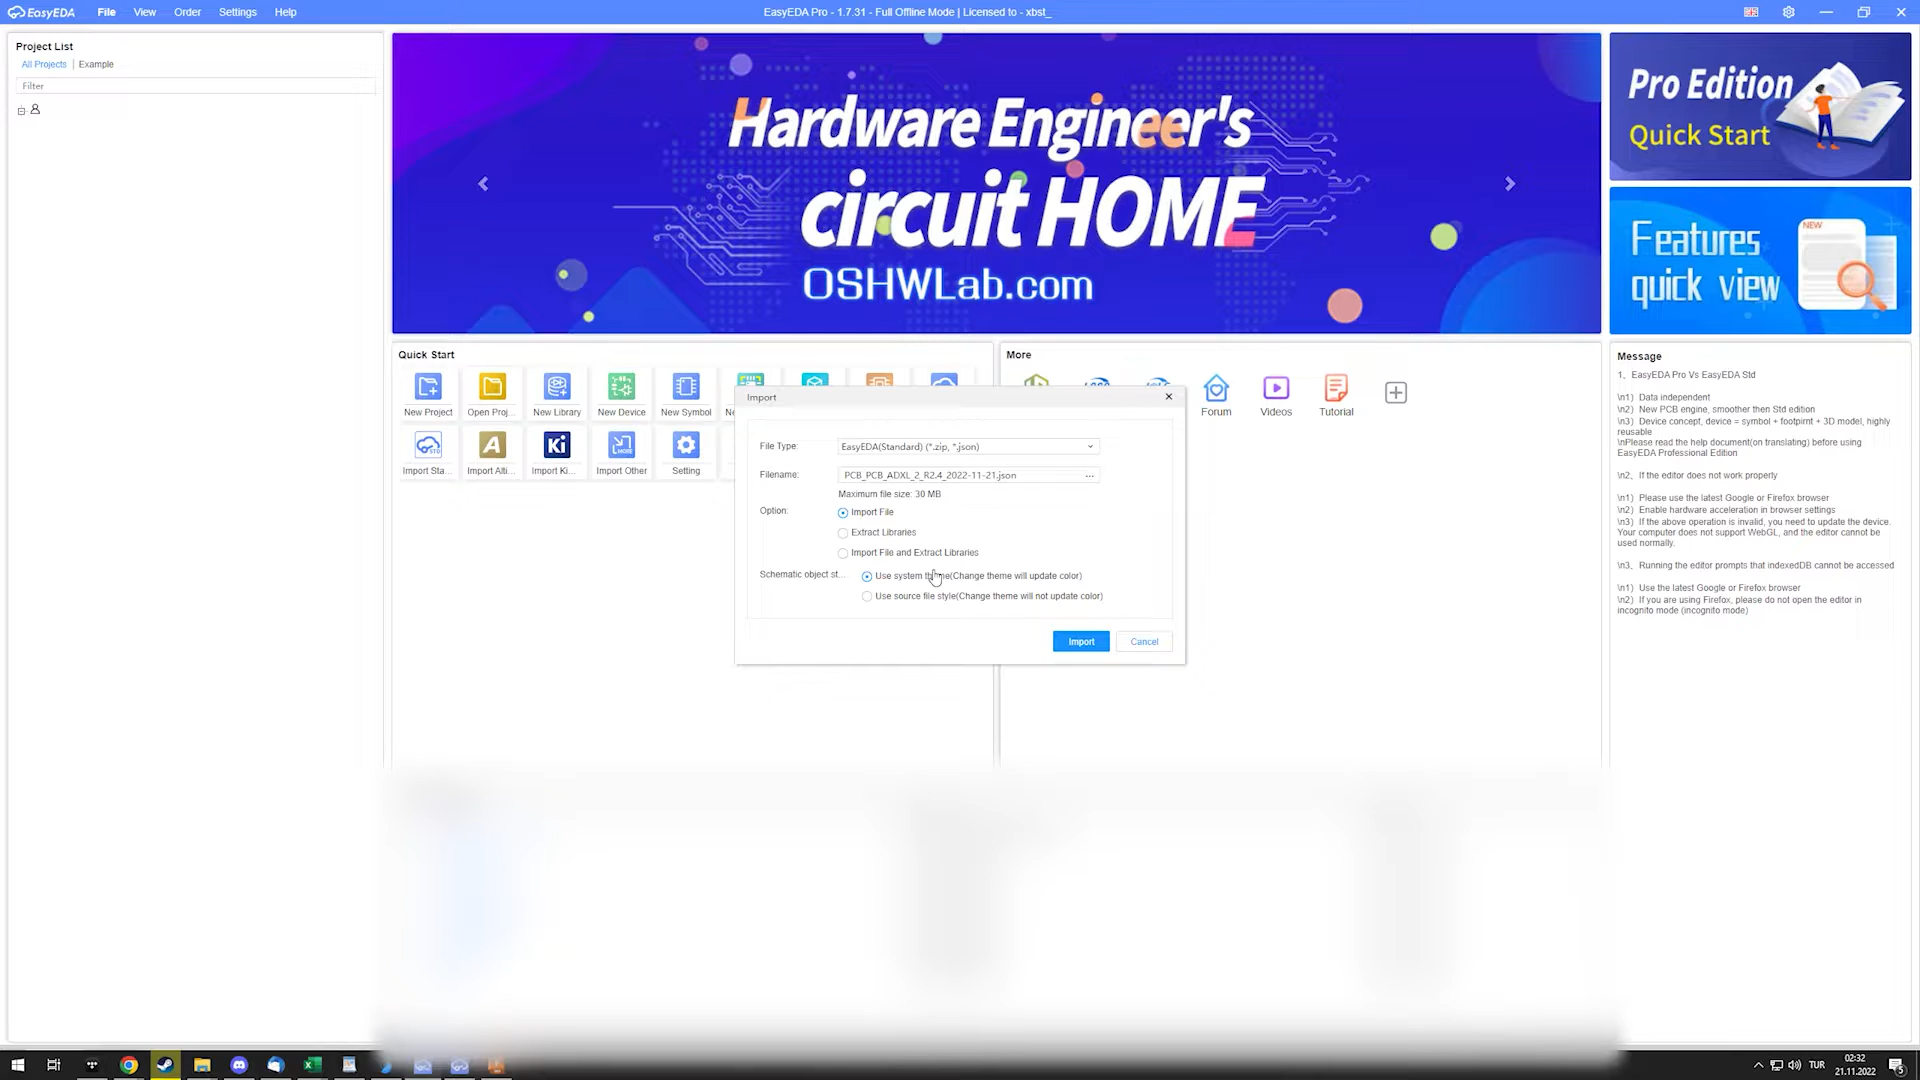 EasyEDA File View Order Settings Help EasyEDA Pro - 1.7.31 - Full Offline Mode | Licensed to - xbst_
Project List
All Projects | Example
Filter
Hardware Engineer's
circuit HOME
OSHWLab.com
Pro Edition
Quick Start
NEW
Features
quick view
Quick Start
New Project Open Proj... New Library New Device New Symbol
Import Sta... Import Alti... Import Ki... Import Other Setting
More
Forum Videos Tutorial
Import
File Type: EasyEDA(Standard) (*.zip, *.json)
Filename: PCB_PCB_ADXL_2_R2.4_2022-11-21.json ...
Maximum file size: 30 MB
Option: Import File
Extract Libraries
Import File and Extract Libraries
Schematic object st... Use system theme(Change theme will update color)
Use source file style(Change theme will not update color)
Import Cancel
Message
1、EasyEDA Pro Vs EasyEDA Std
\n1）Data independent
\n2）New PCB engine, smoother then Std edition
\n3）Device concept, device = symbol + footpirnt + 3D model, highly
reusable
\nPlease read the help document(on translating) before using
EasyEDA Professional Edition
\n2、If the editor does not work properly
\n1）Please use the latest Google or Firefox browser
\n2）Enable hardware acceleration in browser settings
\n3）If the above operation is invalid, you need to update the device.
Your computer does not support WebGL, and the editor cannot be
used normally.
\n3、Running the editor prompts that indexedDB cannot be accessed
\n1）Use the latest Google or Firefox browser
\n2）If you are using Firefox, please do not open the editor in
incognito mode (incognito mode)
TUR 02:32
21.11.2022
5